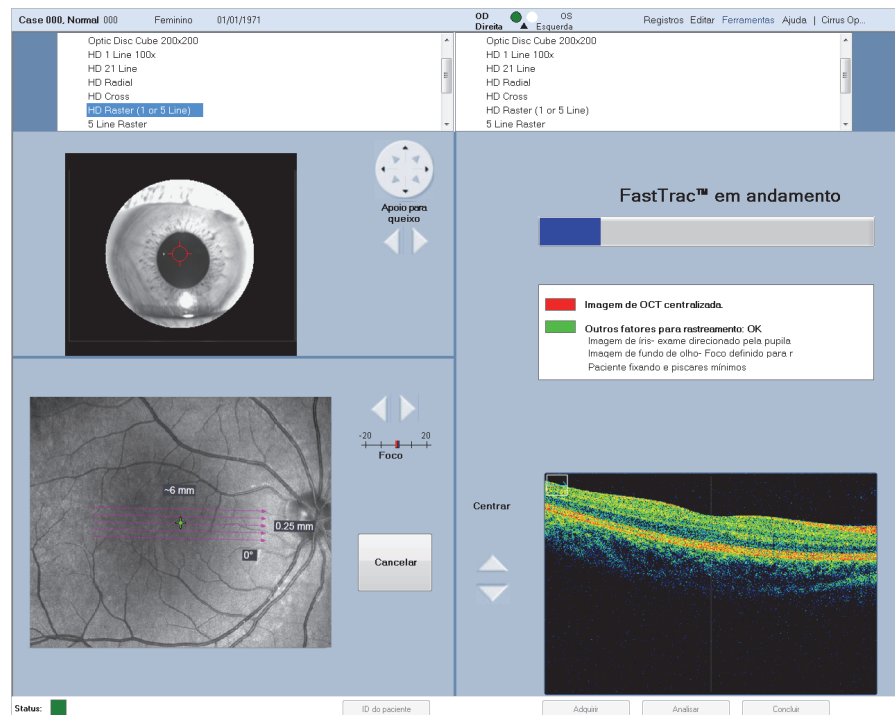 Case 000, Normal 000 Feminino 01/01/1971
OD
Direita
OS
Esquerda
Registros Editar Ferramentas Ajuda | Cirrus Op...
Optic Disc Cube 200x200
HD 1 Line 100x
HD 21 Line
HD Radial
HD Cross
HD Raster (1 or 5 Line)
5 Line Raster
Optic Disc Cube 200x200
HD 1 Line 100x
HD 21 Line
HD Radial
HD Cross
HD Raster (1 or 5 Line)
5 Line Raster
Apoio para
queixo
FastTrac™ em andamento
Imagem de OCT centralizada.
Outros fatores para rastreamento: OK
Imagem de íris- exame direcionado pela pupila
Imagem de fundo de olho- Foco definido para r
Paciente fixando e piscares mínimos
~6 mm
0.25 mm
0°
-20 20
Foco
Cancelar
Centrar
Status:
ID do paciente
Adquirir
Analisar
Concluir